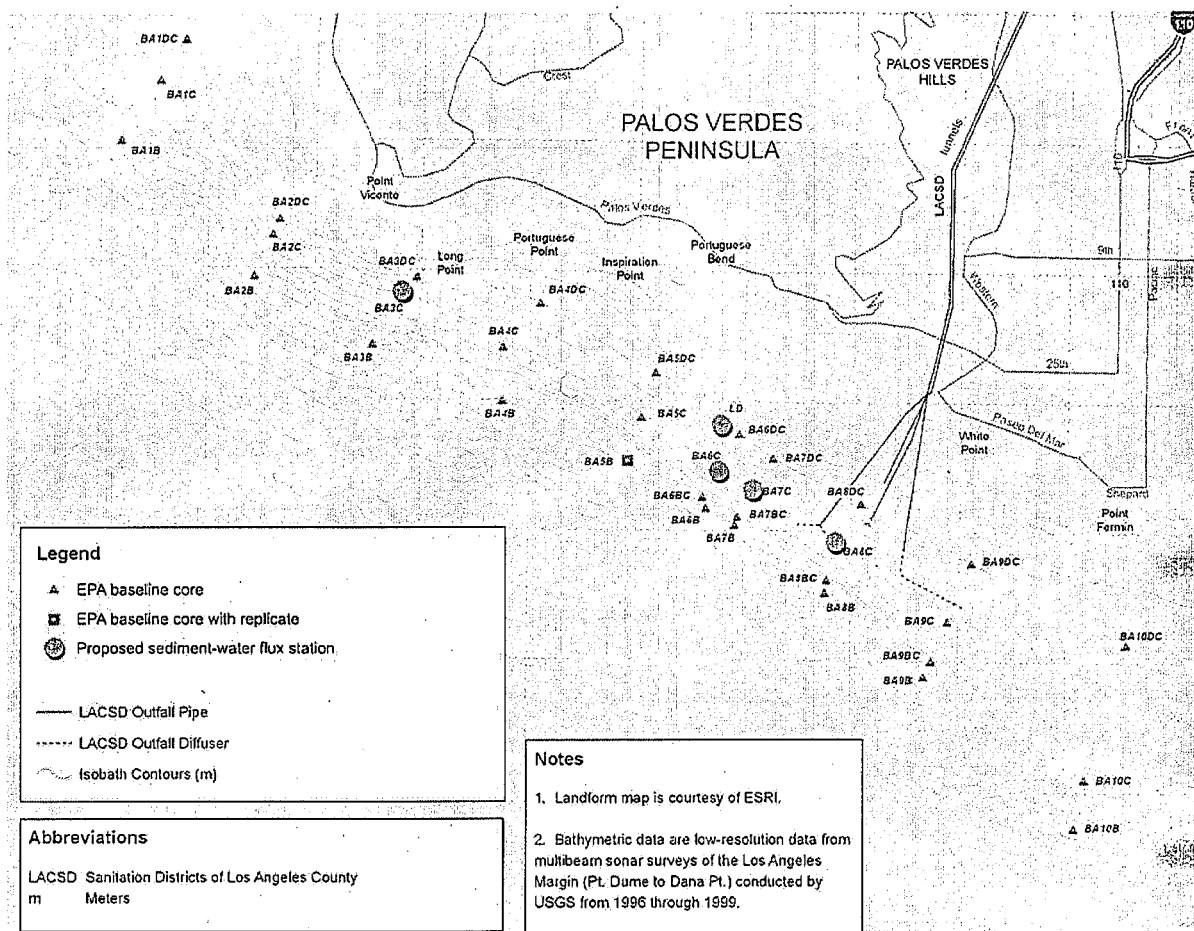 BA1DC
BA1C
BA1B
Crest
PALOS VERDES
HILLS
110
PALOS VERDES
PENINSULA
Tunnels
LACSD
110
Point
Vicente
Palos Verdes
BA2DC
BA2C
BA2B
BA3DC
BA3C
BA3B
Long
Point
Portuguese
Point
Inspiration
Point
Portuguese
Bend
BA4DC
BA4C
BA4B
9th
110
Pacific
Western
25th
BA5DC
BA5C
BA5B
LD
BA6DC
BA6C
BA6BC
BA6B
BA7DC
BA7C
BA7BC
BA7B
White
Point
Paseo Del Mar
Shepard
Point
Fermin
BA8DC
BA8C
BA8BC
BA8B
BA9DC
BA9C
BA9BC
BA9B
BA10DC
BA10C
BA10B
Legend
EPA baseline core
EPA baseline core with replicate
Proposed sediment-water flux station
LACSD Outfall Pipe
LACSD Outfall Diffuser
Isobath Contours (m)
Abbreviations
LACSD Sanitation Districts of Los Angeles County
m Meters
Notes
1. Landform map is courtesy of ESRI.
2. Bathymetric data are low-resolution data from
multibeam sonar surveys of the Los Angeles
Margin (Pt. Dume to Dana Pt.) conducted by
USGS from 1996 through 1999.